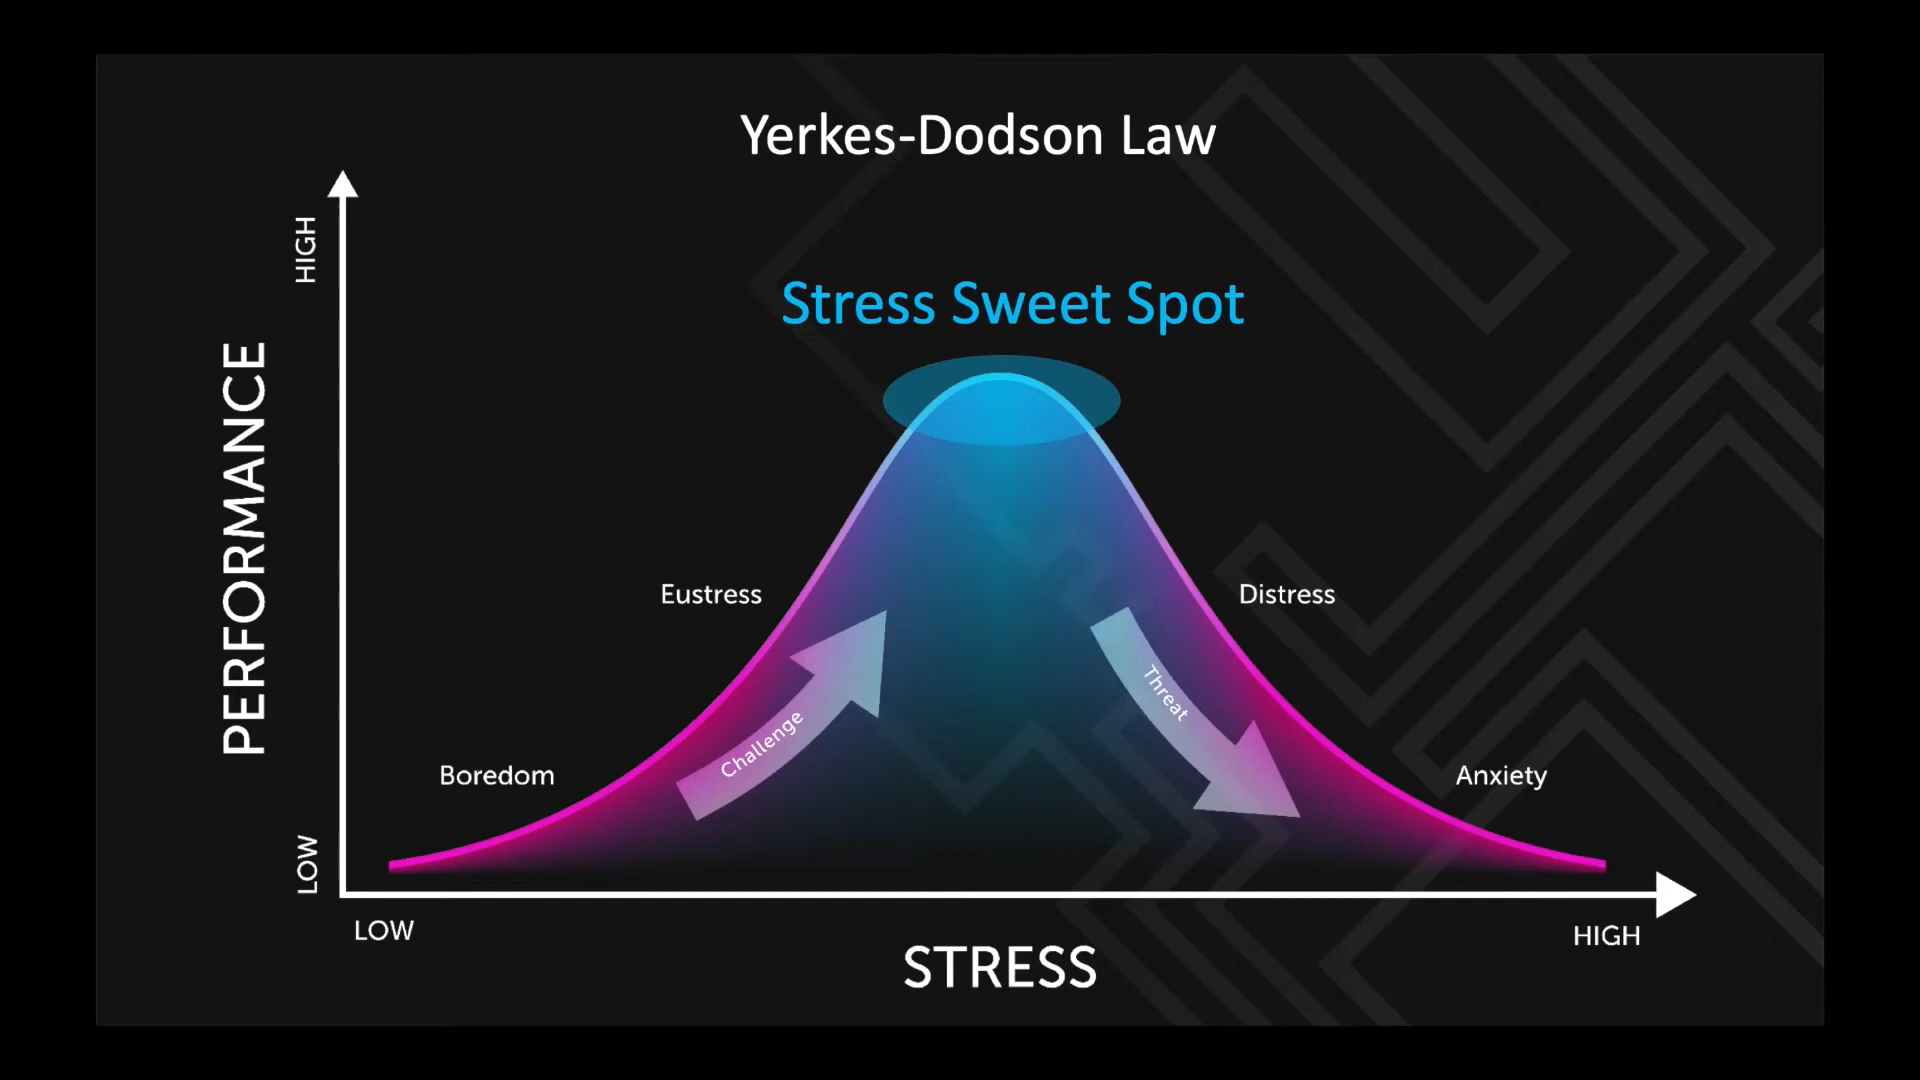 Yerkes-Dodson Law
HIGH
Stress Sweet Spot
PERFORMANCE
Eustress
Distress
Challenge
Threat
Boredom
Anxiety
LOW
LOW
HIGH
STRESS